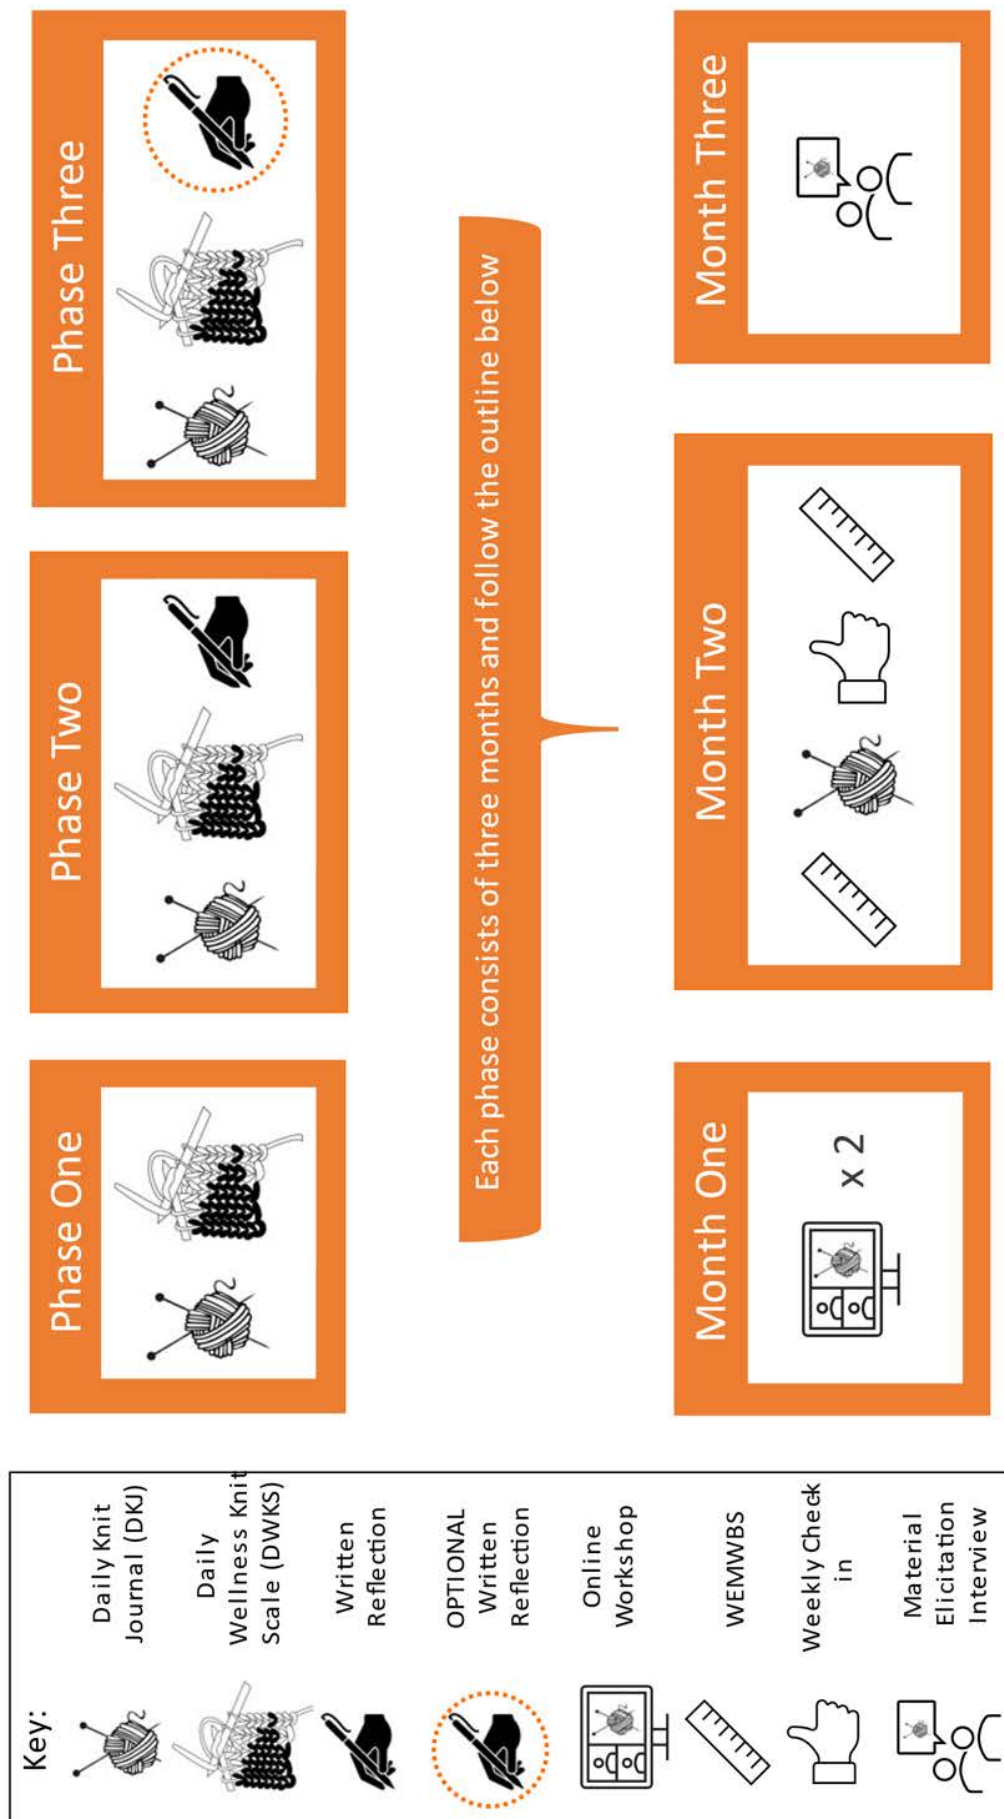 Phase One
Phase Two
Phase Three
Each phase consists of three months and follow the outline below
Month One
x 2
Month Two
Month Three
Key:
Daily Knit
Journal (DKJ)
Daily
Wellness Knit
Scale (DWKS)
Written
Reflection
OPTIONAL
Written
Reflection
Online
Workshop
WEMWBS
Weekly Check
in
Material
Elicitation
Interview